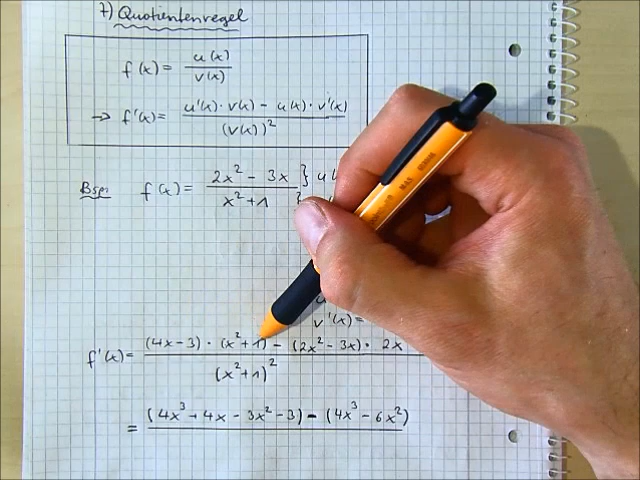 7) Quotientenregel
f(x) = u(x) / v(x)
→ f'(x) = u'(x) · v(x) - u(x) · v'(x) / (v(x))²
Bsp: f(x) = 2x² - 3x / x² + 1 } u(
v'(x) =
f'(x) = (4x - 3) · (x² + 1) - (2x² - 3x) · 2x / (x² + 1)²
= (4x³ + 4x - 3x² - 3) - (4x³ - 6x²)